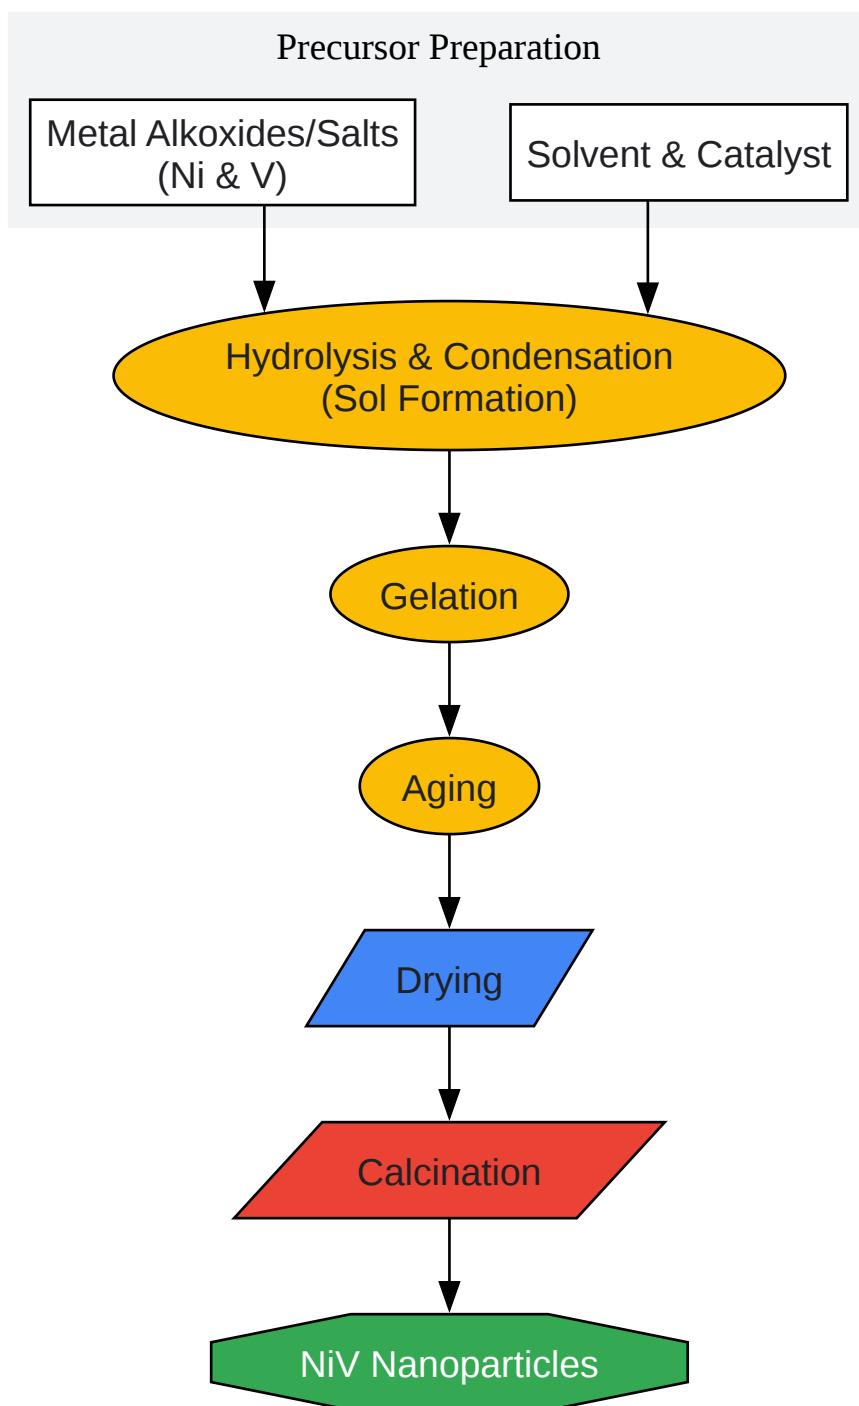 Precursor Preparation
Metal Alkoxides/Salts
(Ni & V)
Solvent & Catalyst
Hydrolysis & Condensation
(Sol Formation)
Gelation
Aging
Drying
Calcination
NiV Nanoparticles